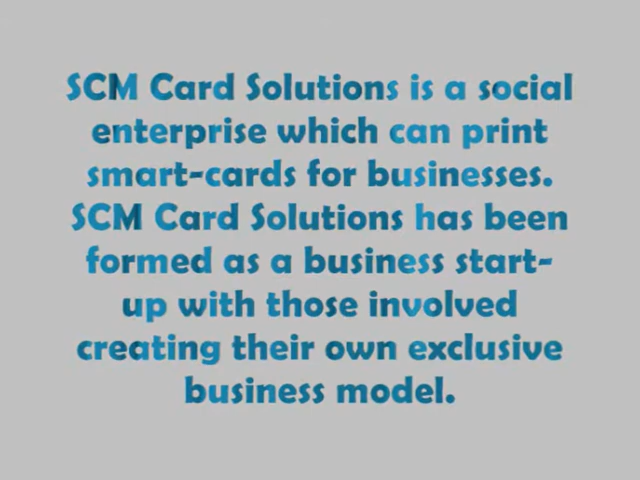 SCM Card Solutions is a social
enterprise which can print
smart-cards for businesses.
SCM Card Solutions has been
formed as a business start-
up with those involved
creating their own exclusive
business model.